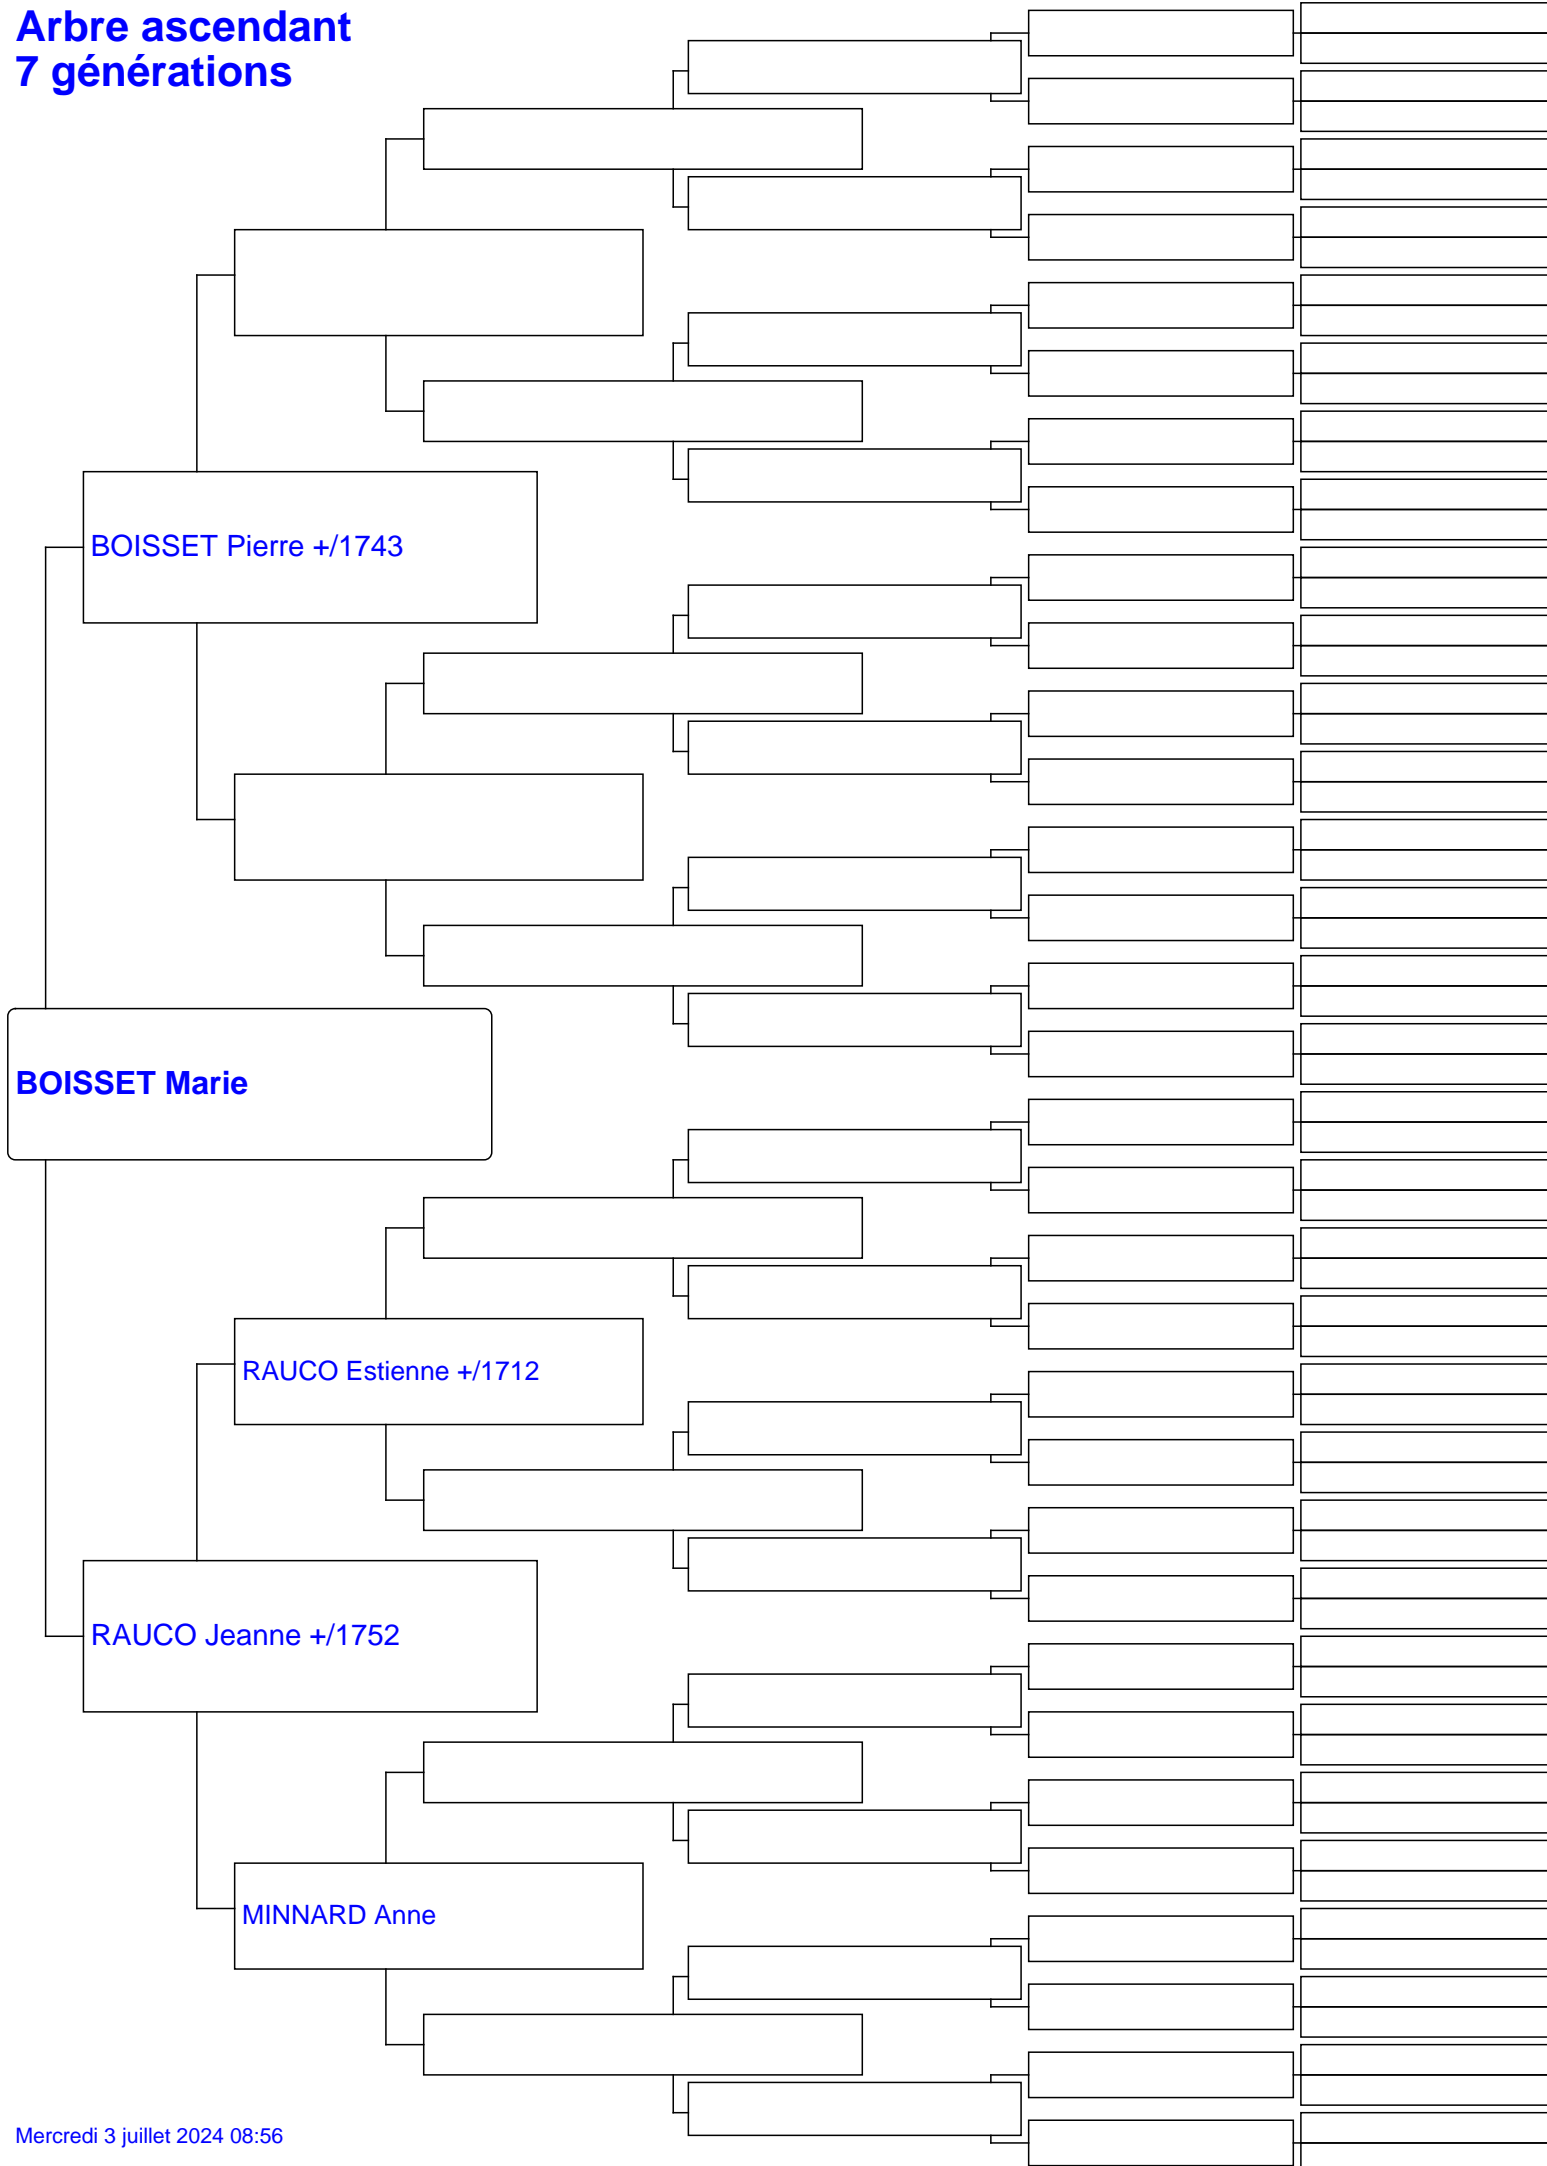 Arbre ascendant
7 générations
BOISSET Pierre +/1743
BOISSET Marie
RAUCO Estienne +/1712
RAUCO Jeanne +/1752
MINNARD Anne
Mercredi 3 juillet 2024 08:56